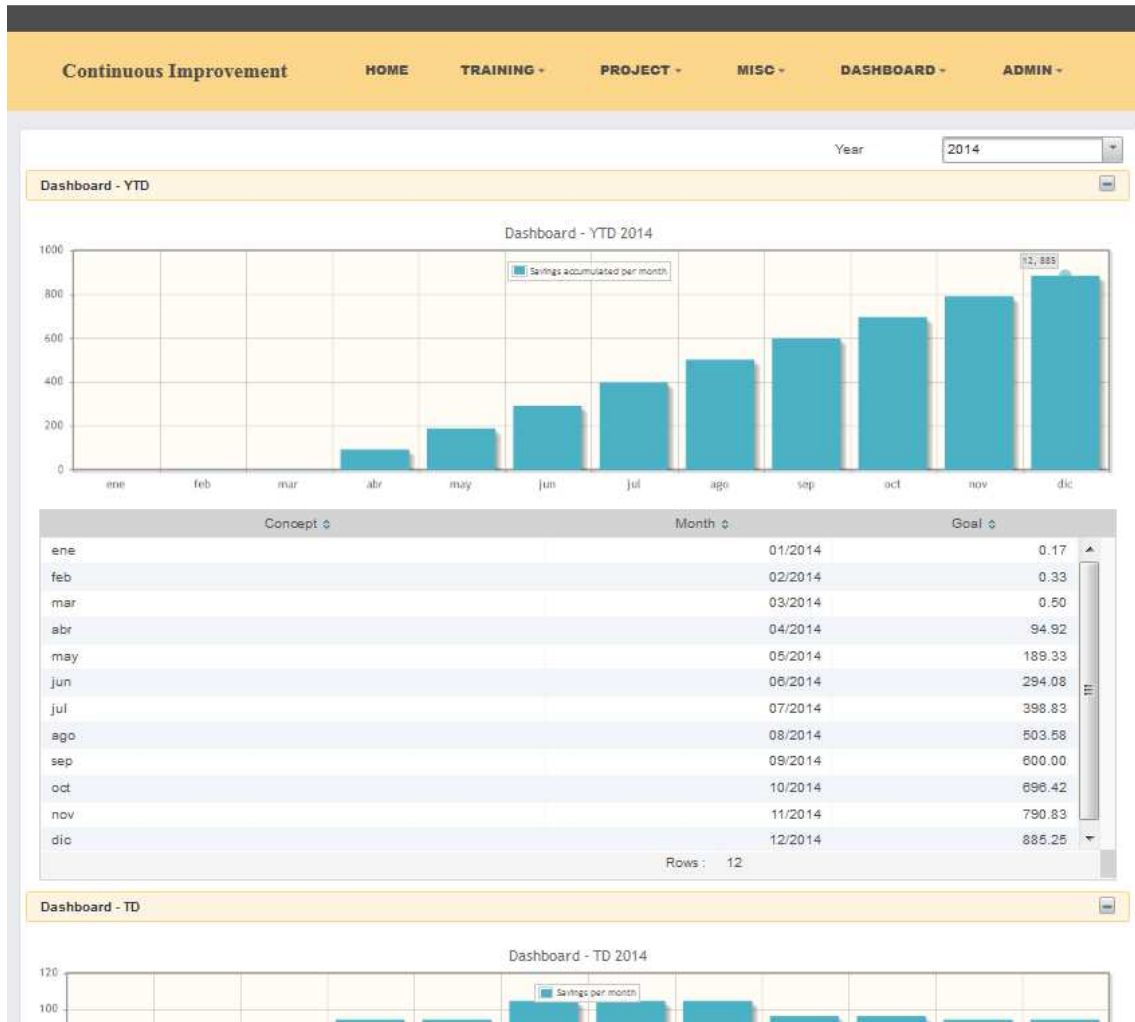 Continuous Improvement HOME TRAINING PROJECT MISC DASHBOARD ADMIN
Year 2014
Dashboard - YTD
Dashboard - YTD 2014
1000
Savings accumulated per month
12, 885
800
600
400
200
0
ene feb mar abr may jun jul ago sep oct nov dic
Concept Month Goal
ene 01/2014 0.17
feb 02/2014 0.33
mar 03/2014 0.50
abr 04/2014 94.92
may 05/2014 189.33
jun 06/2014 294.08
jul 07/2014 398.83
ago 08/2014 503.58
sep 09/2014 600.00
oct 10/2014 696.42
nov 11/2014 790.83
dic 12/2014 885.25
Rows : 12
Dashboard - TD
Dashboard - TD 2014
120
Savings per month
100